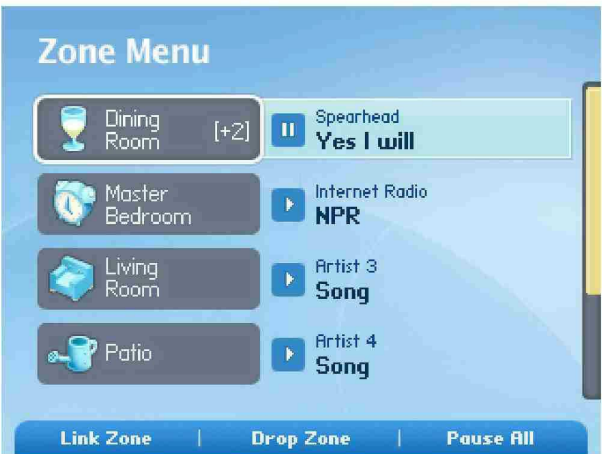 Zone Menu
Dining
Room [+2]
Spearhead
Yes I will
Master
Bedroom
Internet Radio
NPR
Living
Room
Artist 3
Song
Patio
Artist 4
Song
Link Zone | Drop Zone | Pause All